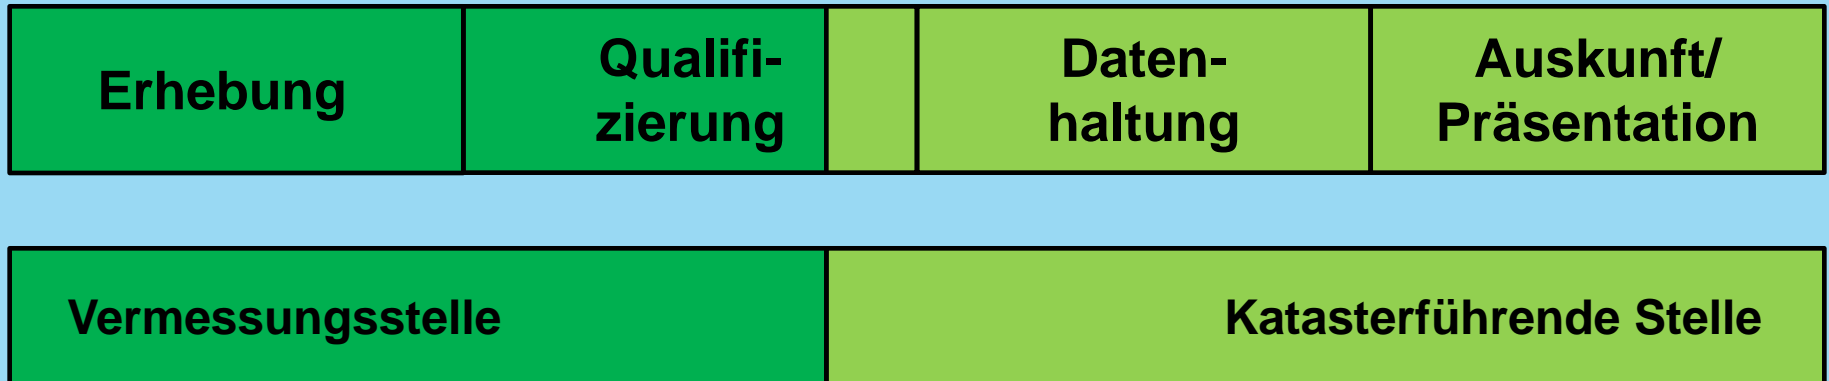 Erhebung
Qualifi-
zierung
Daten-
haltung
Auskunft/
Präsentation
Vermessungsstelle
Katasterführende Stelle